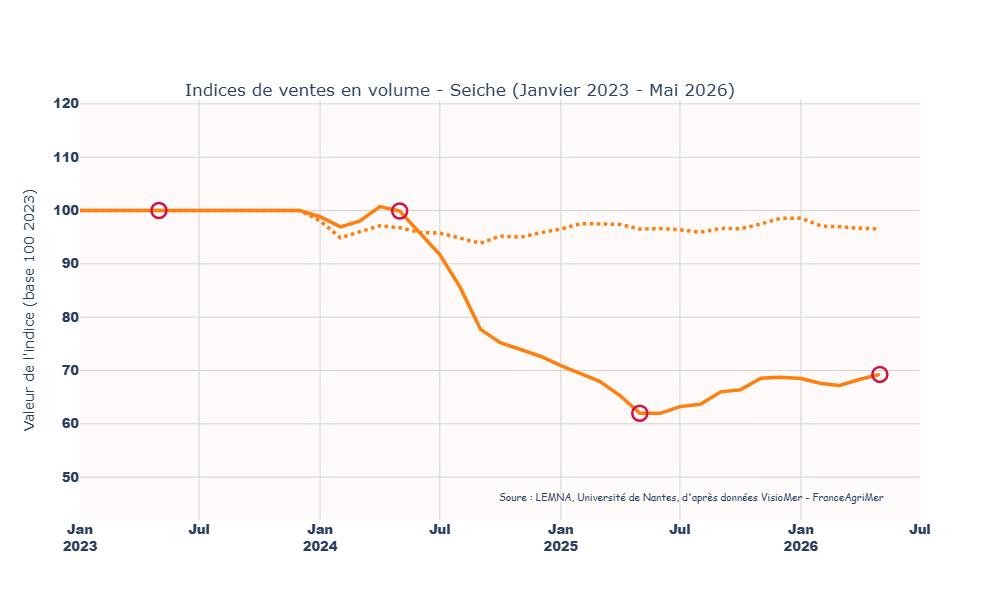 Indices de ventes en volume - Seiche (Janvier 2023 - Mai 2026)
Valeur de l'indice (base 100 2023)
120
110
100
90
80
70
60
50
Soure : LEMNA, Université de Nantes, d'après données VisioMer - FranceAgriMer
Jan Jul Jan Jul Jan Jul Jan Jul
2023 2024 2025 2026